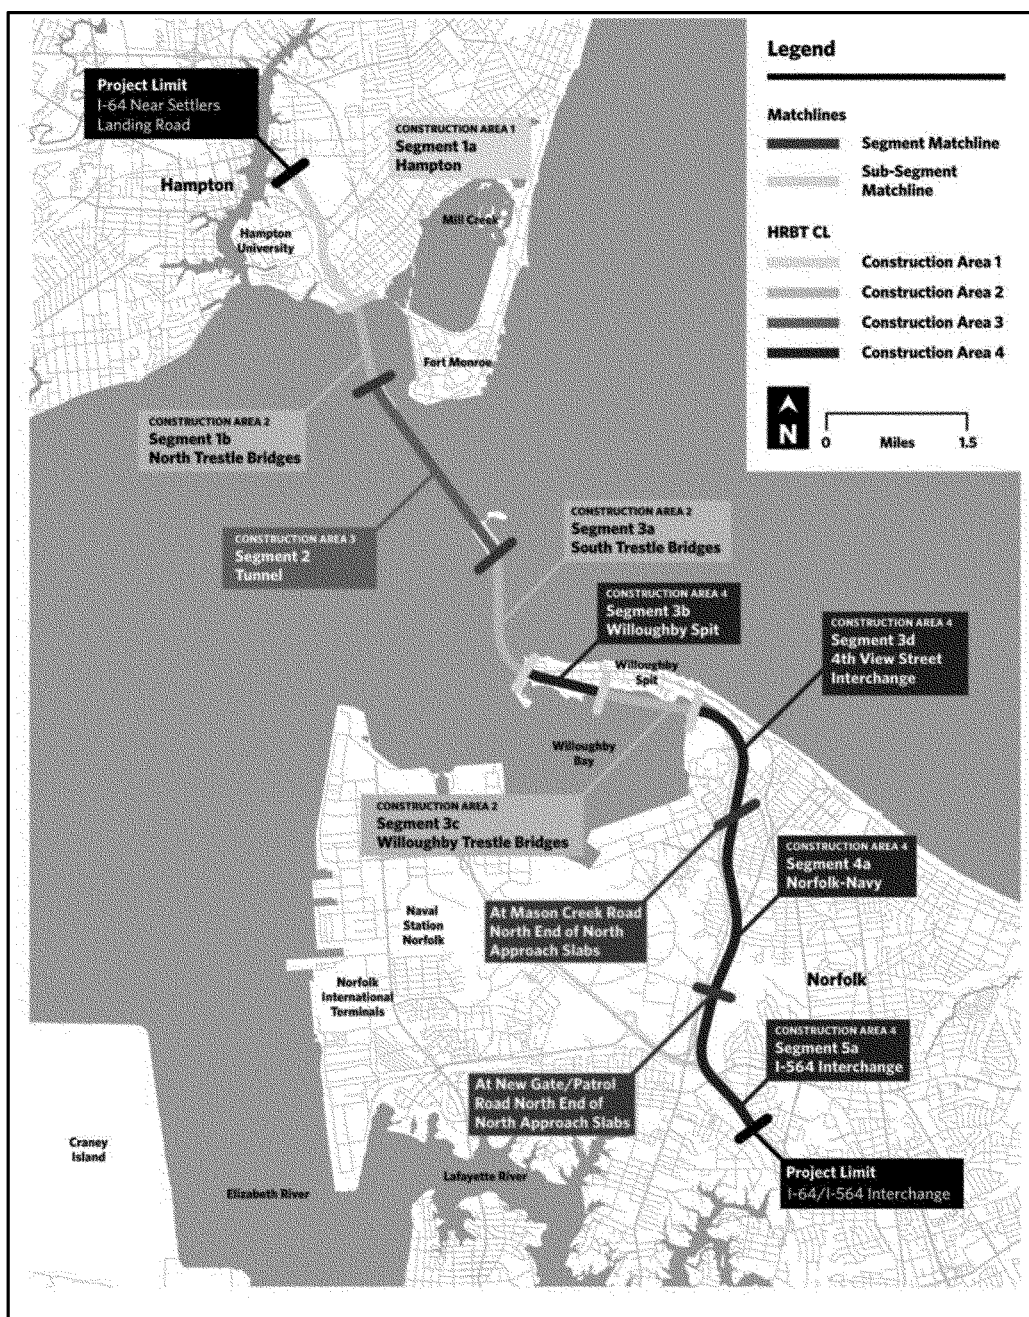 Legend
Matchlines
Segment Matchline
Sub-Segment
Matchline
HRBT CL
Construction Area 1
Construction Area 2
Construction Area 3
Construction Area 4
N
0
Miles
1.5
Project Limit
I-64 Near Settlers
Landing Road
CONSTRUCTION AREA 1
Segment 1a
Hampton
Hampton
Mill Creek
Hampton
University
Fort Monroe
CONSTRUCTION AREA 2
Segment 1b
North Trestle Bridges
CONSTRUCTION AREA 3
Segment 2
Tunnel
CONSTRUCTION AREA 2
Segment 3a
South Trestle Bridges
CONSTRUCTION AREA 4
Segment 3b
Willoughby Spit
CONSTRUCTION AREA 4
Segment 3d
4th View Street
Interchange
Willoughby
Spit
Willoughby
Bay
CONSTRUCTION AREA 2
Segment 3c
Willoughby Trestle Bridges
CONSTRUCTION AREA 4
Segment 4a
Norfolk-Navy
At Mason Creek Road
North End of North
Approach Slabs
Naval
Station
Norfolk
Norfolk
International
Terminals
Norfolk
CONSTRUCTION AREA 4
Segment 5a
I-564 Interchange
At New Gate/Patrol
Road North End of
North Approach Slabs
Craney
Island
Elizabeth River
Lafayette River
Project Limit
I-64/I-564 Interchange